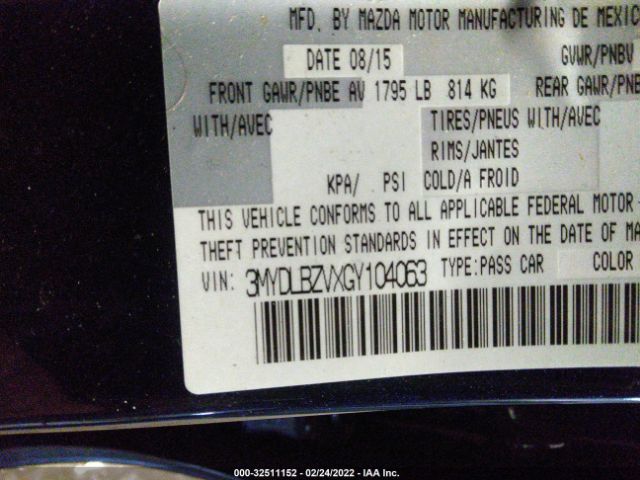 MFD. BY MAZDA MOTOR MANUFACTURING DE MEXIC
DATE 08/15 GVWR/PNBV
FRONT GAWR/PNBE AV 1795 LB 814 KG REAR GAWR/PNB
WITH/AVEC TIRES/PNEUS WITH/AVEC
RIMS/JANTES
KPA/ PSI COLD/A FROID
THIS VEHICLE CONFORMS TO ALL APPLICABLE FEDERAL MOTOR
THEFT PREVENTION STANDARDS IN EFFECT ON THE DATE OF MA
VIN: 3MYDLBZVXGY104063 TYPE:PASS CAR COLOR
000-32511152 - 02/24/2022 - IAA Inc.